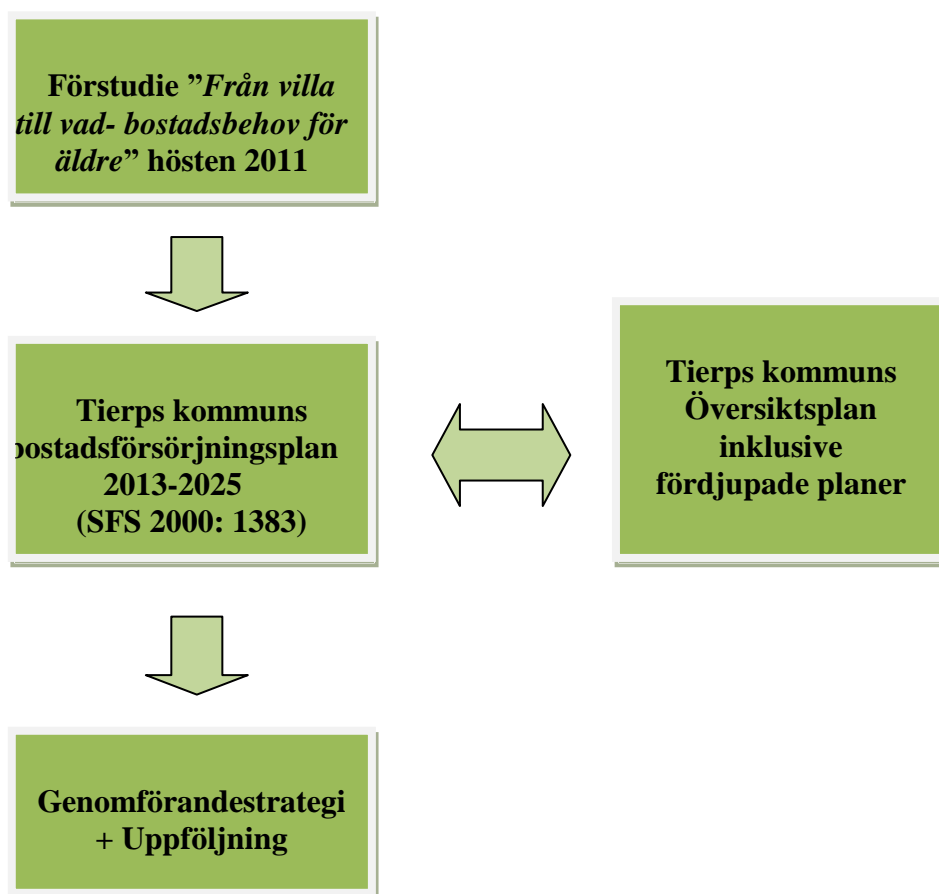 Förstudie ”Från villa
till vad- bostadsbehov för
äldre” hösten 2011
Tierps kommuns
bostadsförsörjningsplan
2013-2025
(SFS 2000: 1383)
Tierps kommuns
Översiktsplan
inklusive
fördjupade planer
Genomförandestrategi
+ Uppföljning